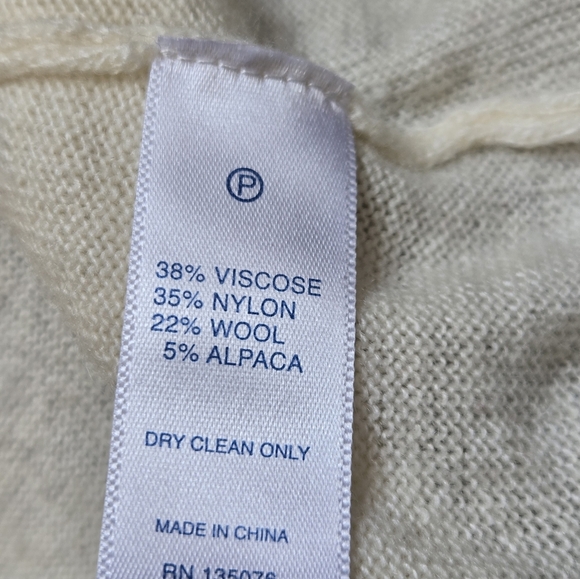 P
38% VISCOSE
35% NYLON
22% WOOL
5% ALPACA
DRY CLEAN ONLY
MADE IN CHINA
RN 135076